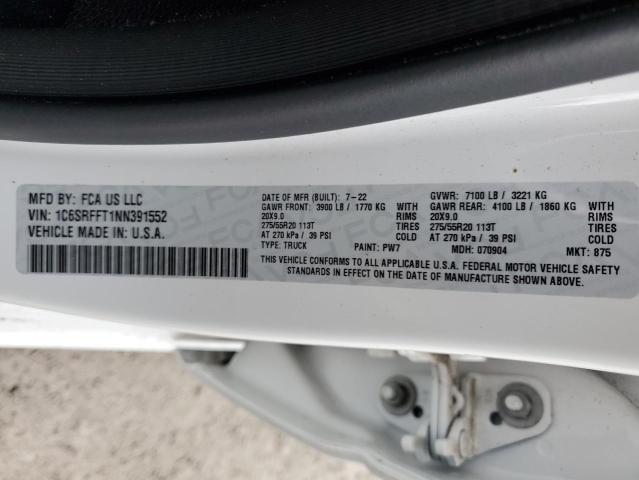 MFD BY: FCA US LLC
VIN: 1C6SRFFT1NN391552
VEHICLE MADE IN: U.S.A.
DATE OF MFR (BUILT): 7-22 GVWR: 7100 LB / 3221 KG
GAWR FRONT: 3900 LB / 1770 KG GAWR REAR: 4100 LB / 1860 KG
20X9.0 RIMS 20X9.0 RIMS
275/55R20 113T TIRES 275/55R20 113T TIRES
AT 270 kPa / 39 PSI COLD AT 270 kPa / 39 PSI COLD
TYPE: TRUCK PAINT: PW7 MDH: 070904 MKT: 875
THIS VEHICLE CONFORMS TO ALL APPLICABLE U.S.A. FEDERAL MOTOR VEHICLE SAFETY
STANDARDS IN EFFECT ON THE DATE OF MANUFACTURE SHOWN ABOVE.